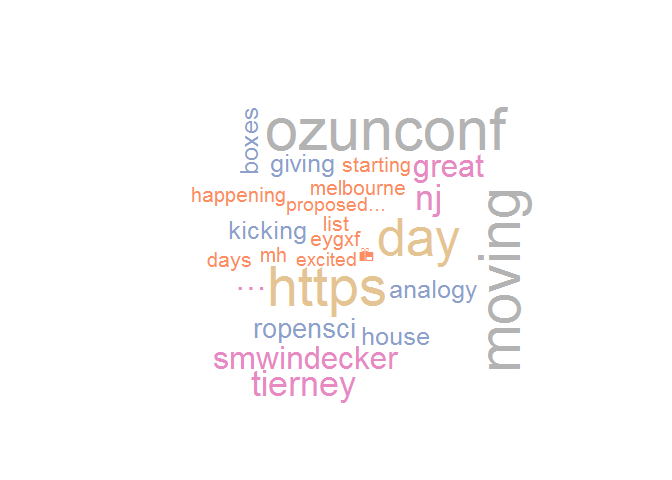 boxes
ozunconf
giving
starting
great
happening
melbourne
nj
proposed…
moving
kicking
list
day
eygxf
days
mh
excited
…
https
analogy
ropensci
house
smwindecker
tierney